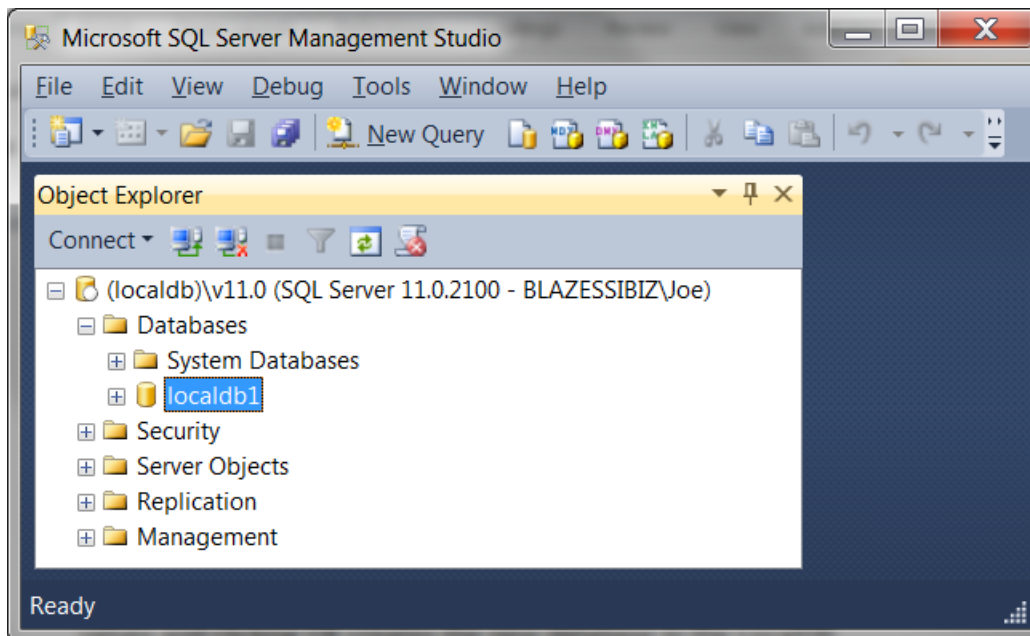 Microsoft SQL Server Management Studio
File Edit View Debug Tools Window Help
New Query
Object Explorer
Connect
(localdb)\v11.0 (SQL Server 11.0.2100 - BLAZESSIBIZ\Joe)
Databases
System Databases
localdb1
Security
Server Objects
Replication
Management
Ready